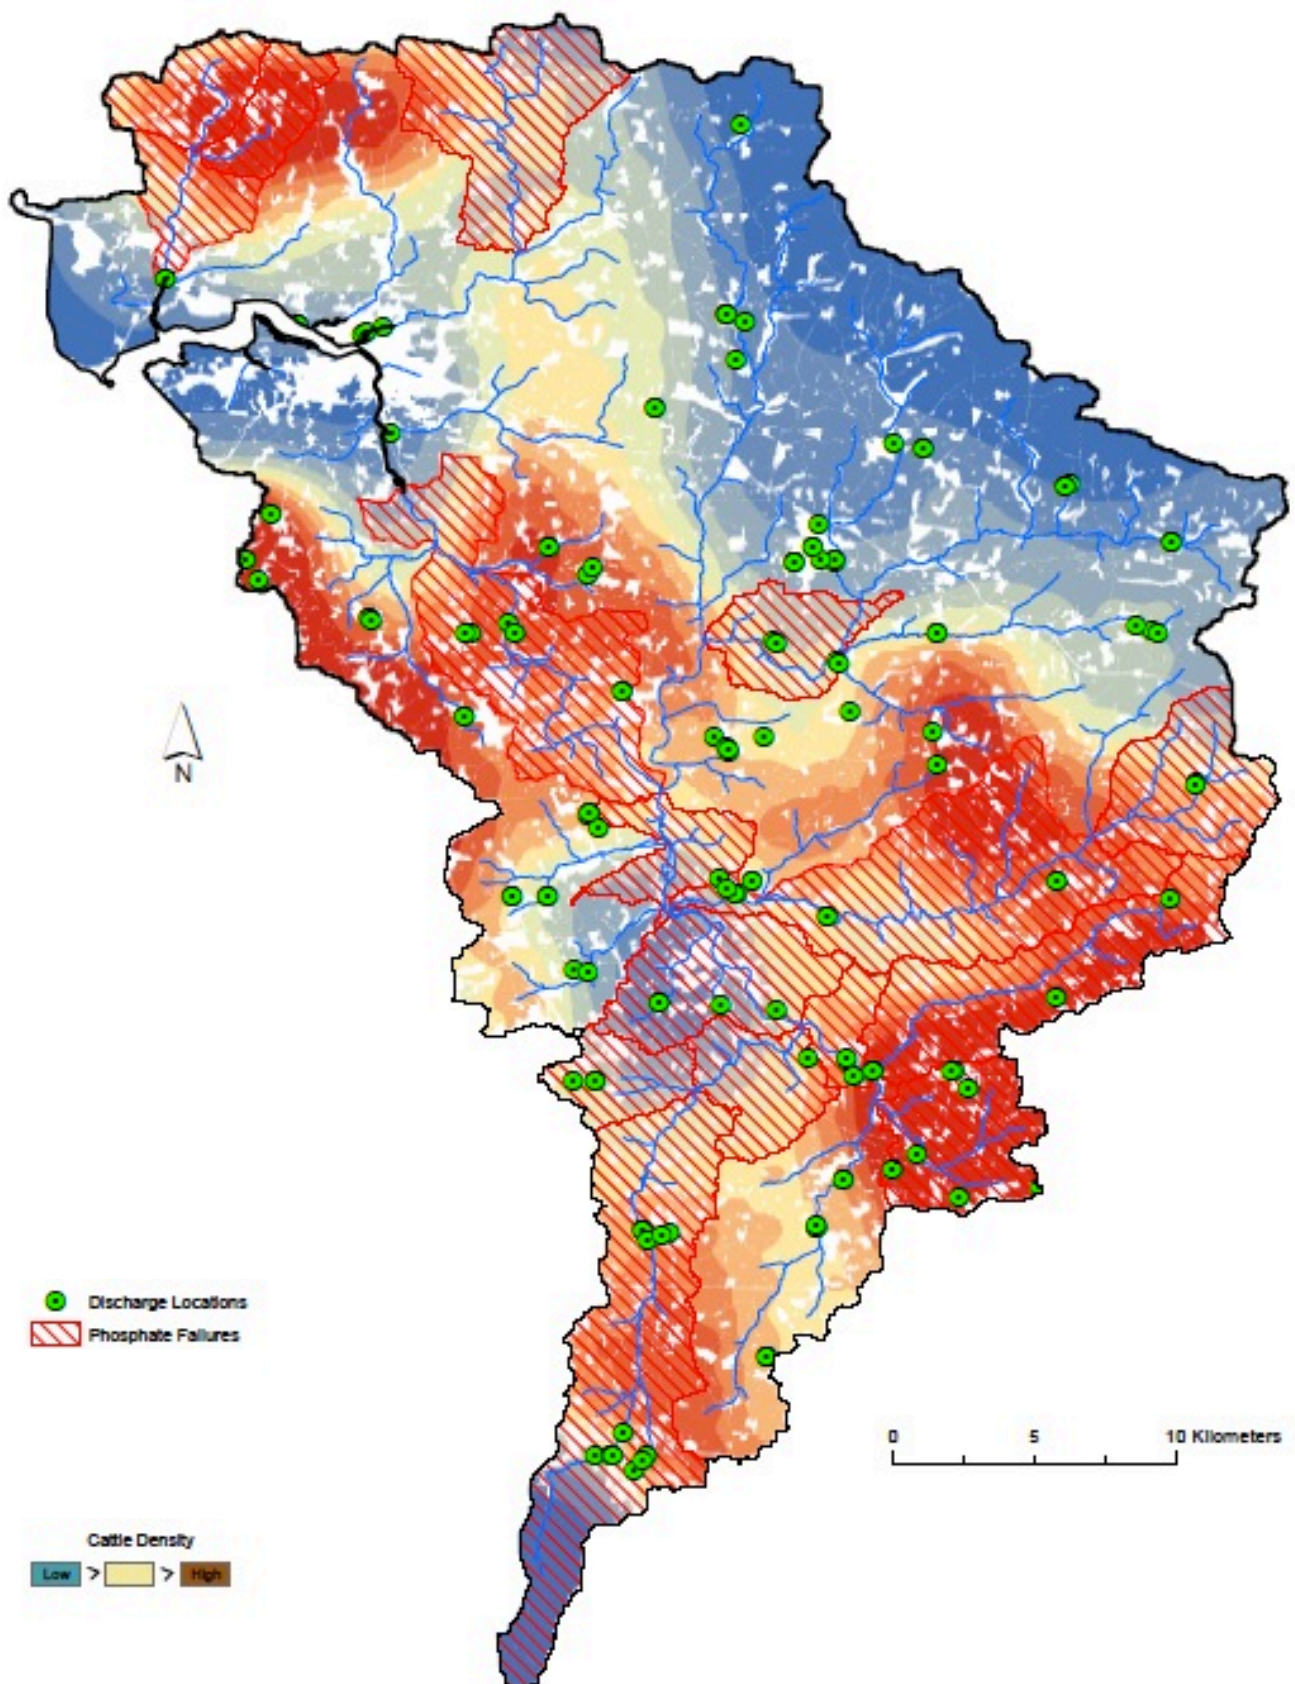 N
Discharge Locations
Phosphate Failures
0 5 10 Kilometers
Cattle Density
Low > > High